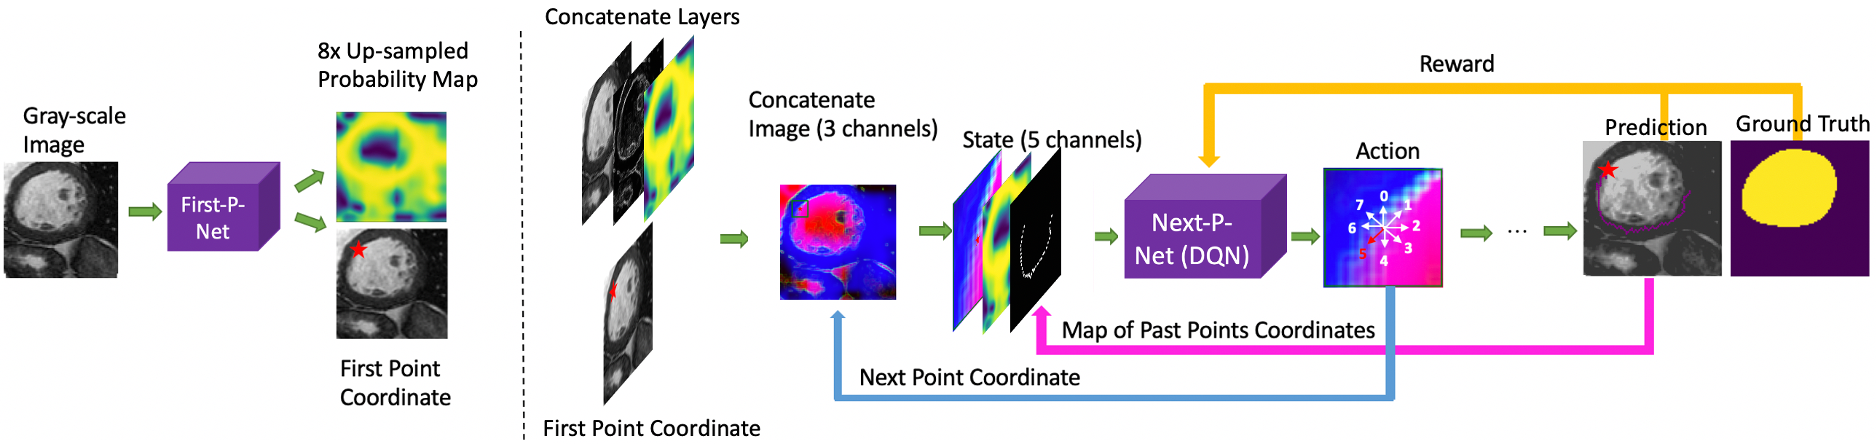 Gray-scale
Image
First-P-
Net
8x Up-sampled
Probability Map
First Point
Coordinate
Concatenate Layers
First Point Coordinate
Concatenate
Image (3 channels)
State (5 channels)
Next-P-
Net (DQN)
Reward
Action
0
1
2
3
4
5
6
7
...
Prediction
Ground Truth
Map of Past Points Coordinates
Next Point Coordinate